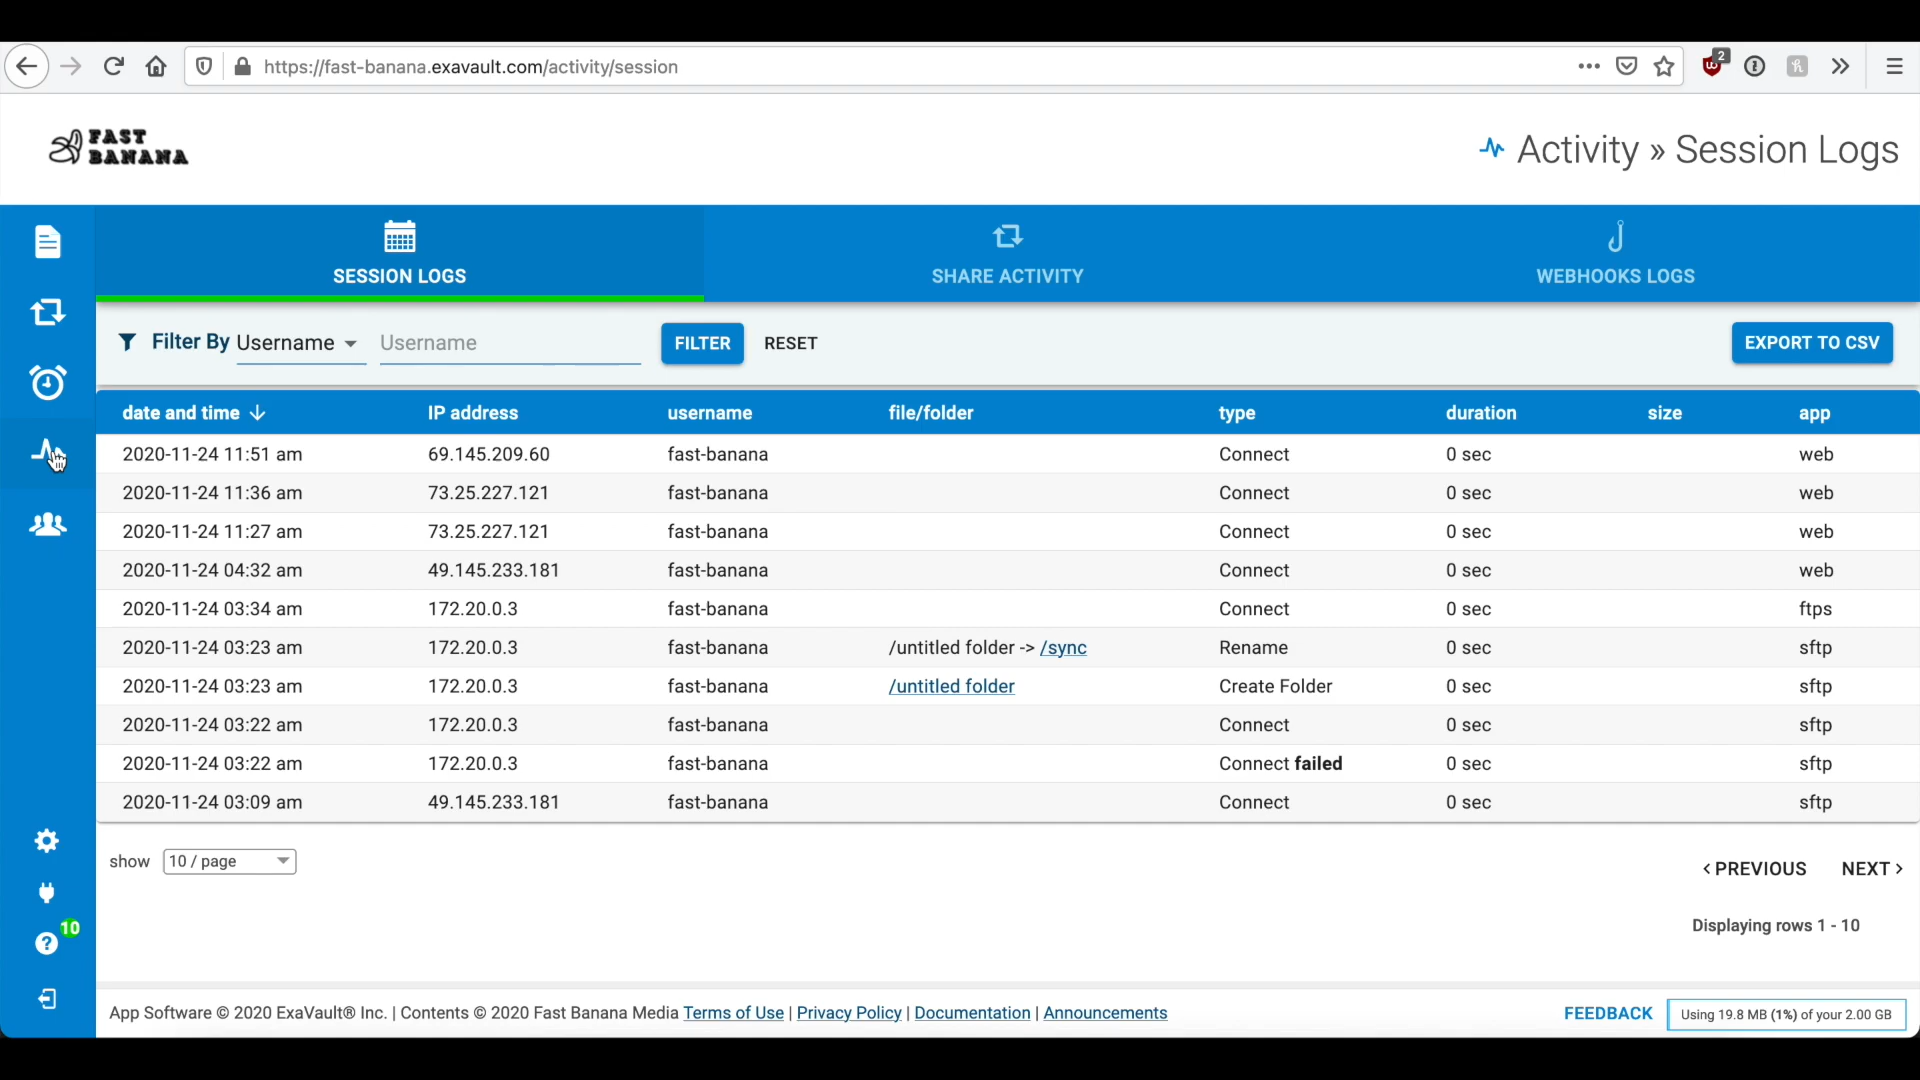 2
https://fast-banana.exavault.com/activity/session
FAST
BANANA
Activity » Session Logs
SESSION LOGS
SHARE ACTIVITY
WEBHOOKS LOGS
Filter By Username Username FILTER RESET EXPORT TO CSV
date and time IP address username file/folder type duration size app
2020-11-24 11:51 am 69.145.209.60 fast-banana Connect 0 sec web
2020-11-24 11:36 am 73.25.227.121 fast-banana Connect 0 sec web
2020-11-24 11:27 am 73.25.227.121 fast-banana Connect 0 sec web
2020-11-24 04:32 am 49.145.233.181 fast-banana Connect 0 sec web
2020-11-24 03:34 am 172.20.0.3 fast-banana Connect 0 sec ftps
2020-11-24 03:23 am 172.20.0.3 fast-banana /untitled folder -> /sync Rename 0 sec sftp
2020-11-24 03:23 am 172.20.0.3 fast-banana /untitled folder Create Folder 0 sec sftp
2020-11-24 03:22 am 172.20.0.3 fast-banana Connect 0 sec sftp
2020-11-24 03:22 am 172.20.0.3 fast-banana Connect failed 0 sec sftp
2020-11-24 03:09 am 49.145.233.181 fast-banana Connect 0 sec sftp
show 10 / page
< PREVIOUS NEXT >
Displaying rows 1 - 10
10
?
App Software © 2020 ExaVault® Inc. | Contents © 2020 Fast Banana Media Terms of Use | Privacy Policy | Documentation | Announcements
FEEDBACK Using 19.8 MB (1%) of your 2.00 GB